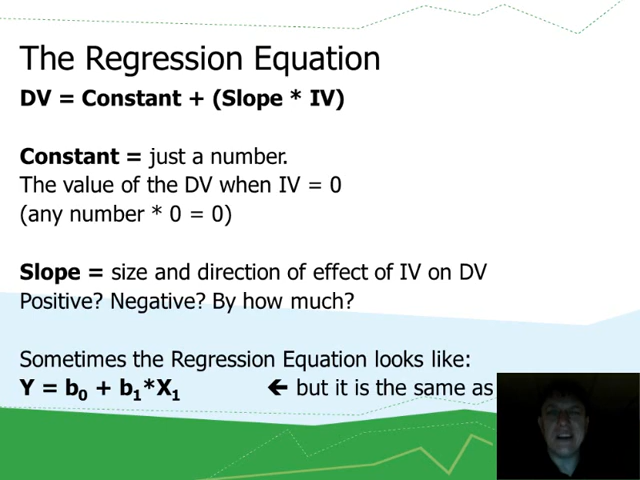 The Regression Equation
DV = Constant + (Slope * IV)
Constant = just a number.
The value of the DV when IV = 0
(any number * 0 = 0)
Slope = size and direction of effect of IV on DV
Positive? Negative? By how much?
Sometimes the Regression Equation looks like:
Y = b₀ + b₁*X₁ 🡸 but it is the same as